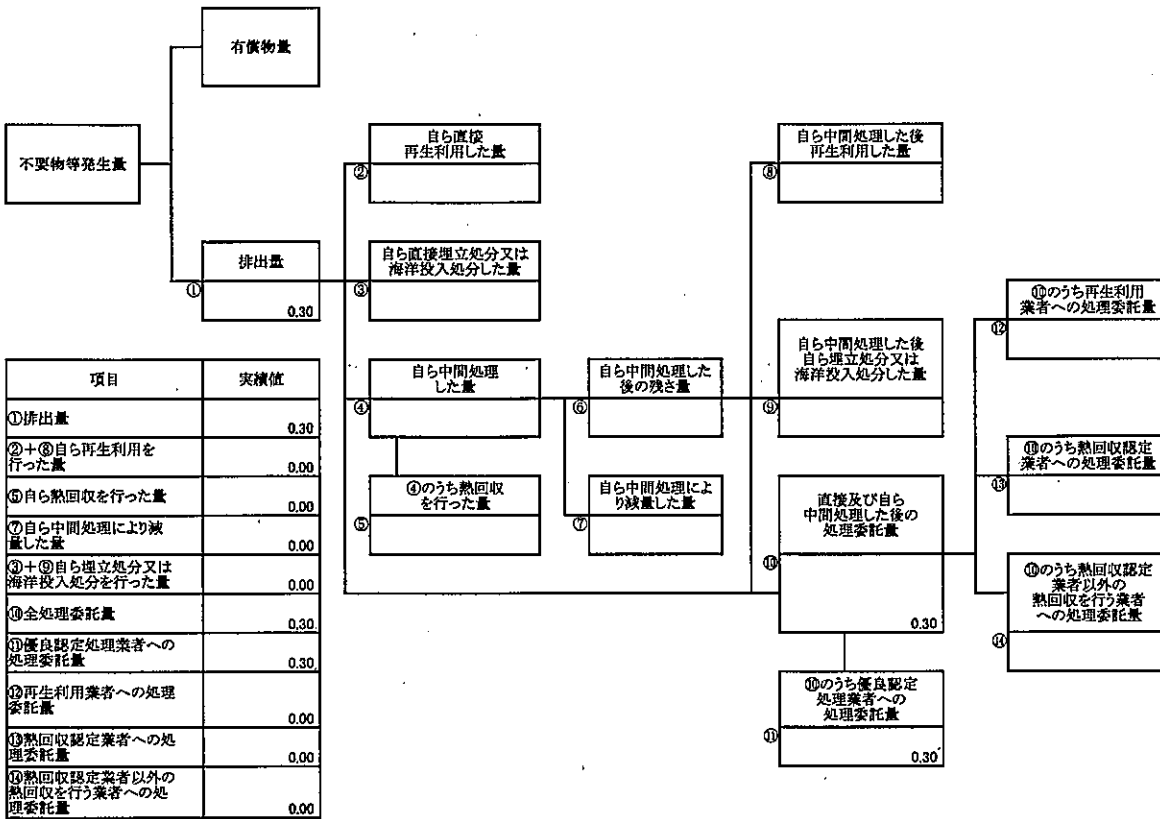 有償物量
不要物等発生量
自ら直接
再生利用した量
②
自ら中間処理した後
再生利用した量
⑧
排出量
①
0.30
自ら直接埋立処分又は
海洋投入処分した量
③
⑩のうち再生利用
業者への処理委託量
⑫
自ら中間処理
した量
④
自ら中間処理した
後の残さ量
⑥
自ら中間処理した後
自ら埋立処分又は
海洋投入処分した量
⑨
⑩のうち熱回収認定
業者への処理委託量
⑬
④のうち熱回収
を行った量
⑤
自ら中間処理によ
り減量した量
⑦
直接及び自ら
中間処理した後の
処理委託量
⑩
0.30
⑩のうち熱回収認定
業者以外の
熱回収を行う業者
への処理委託量
⑭
⑩のうち優良認定
処理業者への
処理委託量
⑪
0.30
項目 実績値
①排出量 0.30
②+⑧自ら再生利用を
行った量 0.00
⑤自ら熱回収を行った量 0.00
⑦自ら中間処理により減
量した量 0.00
③+⑨自ら埋立処分又は
海洋投入処分を行った量 0.00
⑩全処理委託量 0.30
⑪優良認定処理業者への
処理委託量 0.30
⑫再生利用業者への処理
委託量 0.00
⑬熱回収認定業者への処
理委託量 0.00
⑭熱回収認定業者以外の
熱回収を行う業者への処
理委託量 0.00